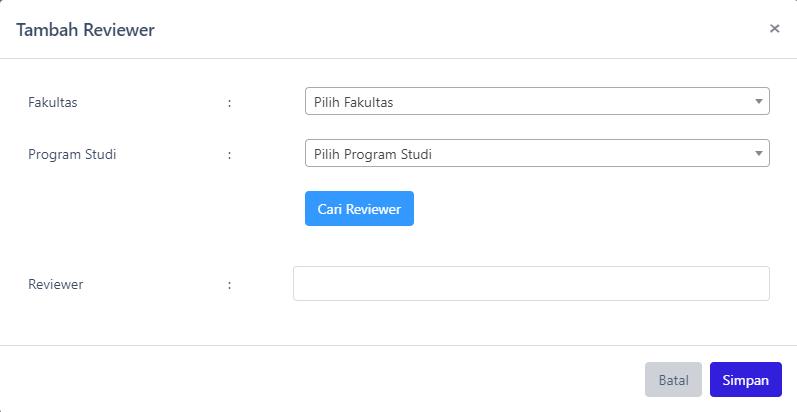 Tambah Reviewer ×
Fakultas : Pilih Fakultas
Program Studi : Pilih Program Studi
Cari Reviewer
Reviewer :
Batal Simpan